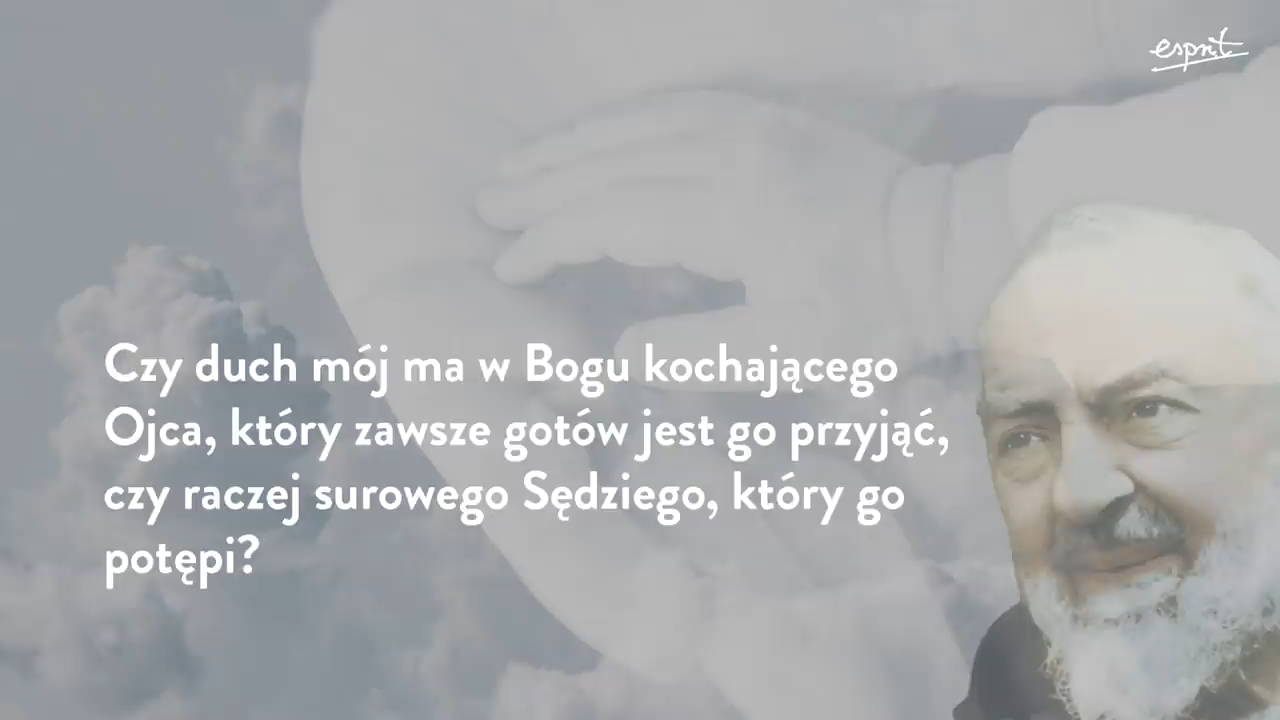 esprit
Czy duch mój ma w Bogu kochającego
Ojca, który zawsze gotów jest go przyjąć,
czy raczej surowego Sędziego, który go
potępi?